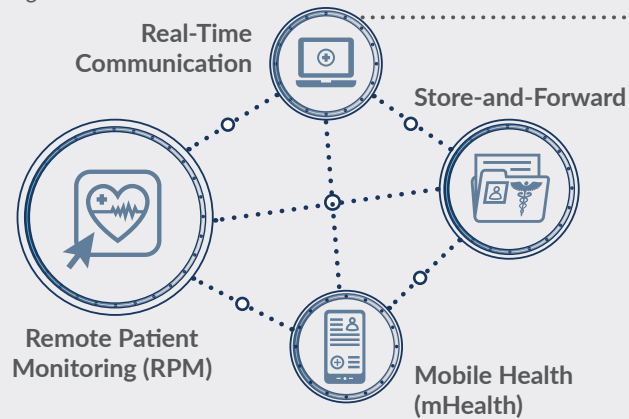 Real-Time
Communication
Store-and-Forward
Remote Patient
Monitoring (RPM)
Mobile Health
(mHealth)